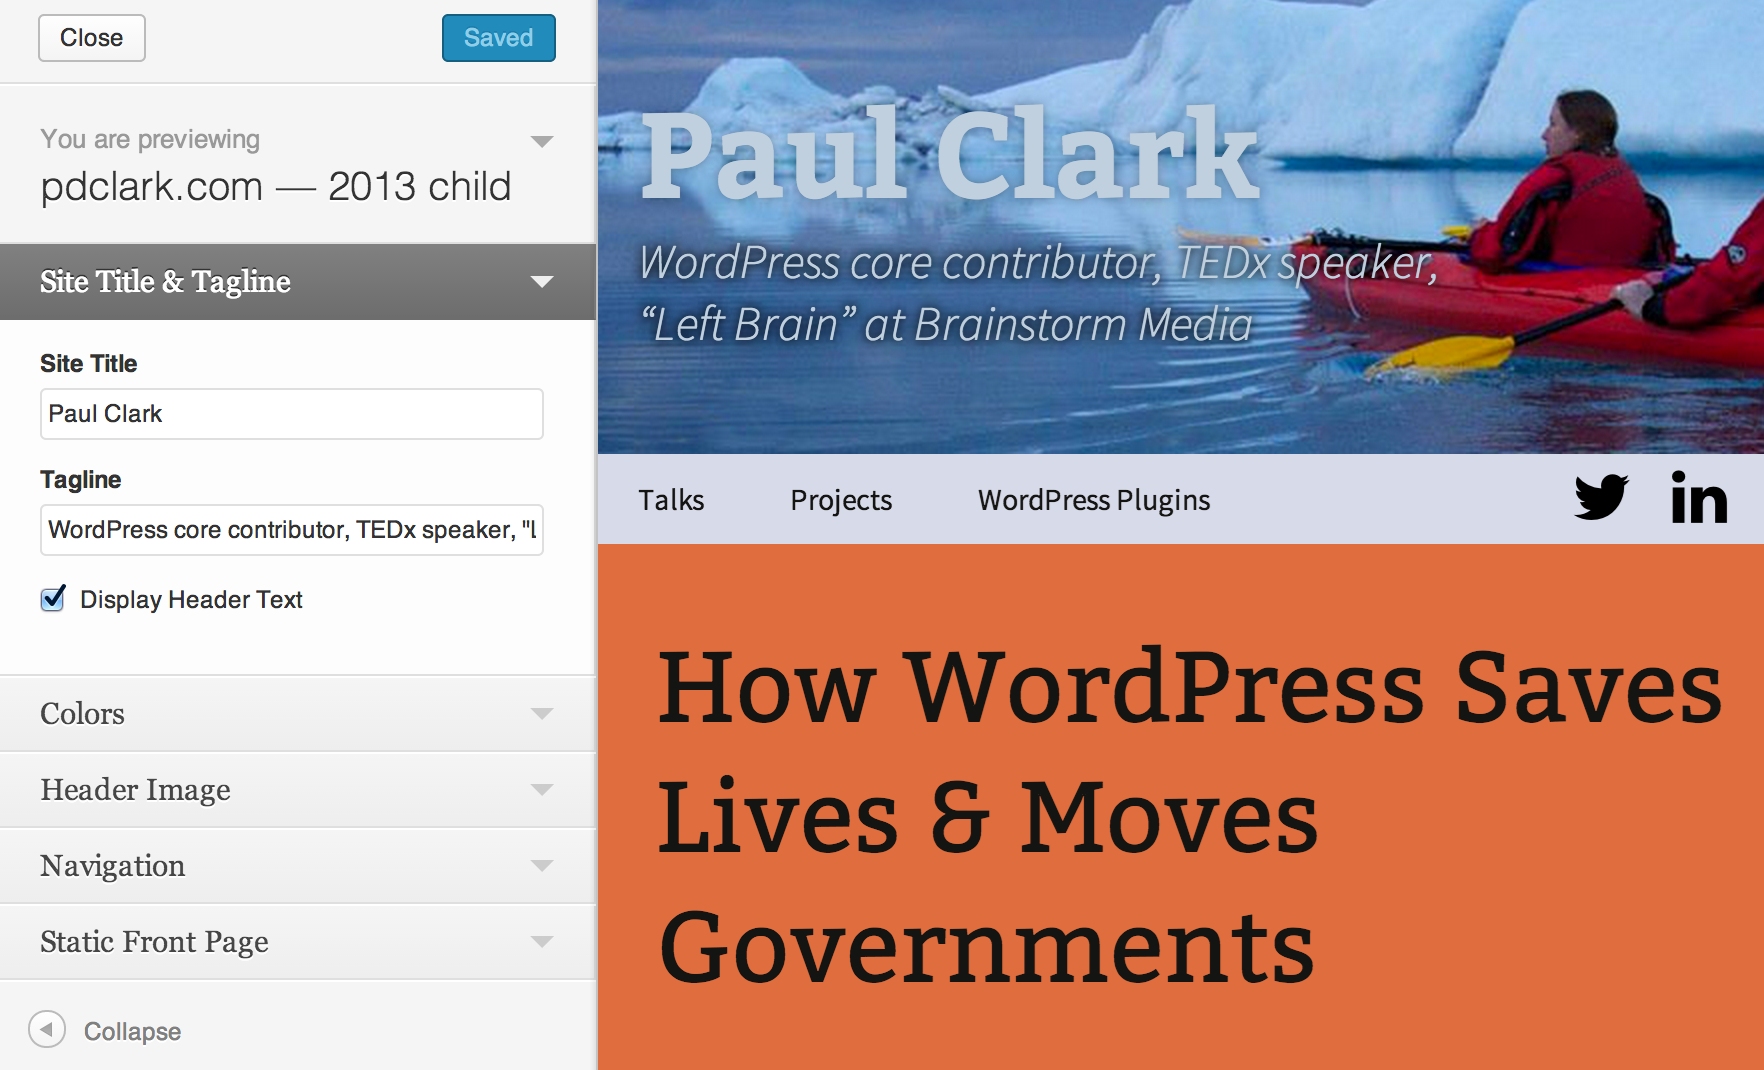 Close
Saved
You are previewing
pdclark.com — 2013 child
Site Title & Tagline
Site Title
Paul Clark
Tagline
WordPress core contributor, TEDx speaker, "L
Display Header Text
Colors
Header Image
Navigation
Static Front Page
Collapse
Paul Clark
WordPress core contributor, TEDx speaker,
“Left Brain” at Brainstorm Media
Talks Projects WordPress Plugins in
How WordPress Saves
Lives & Moves
Governments